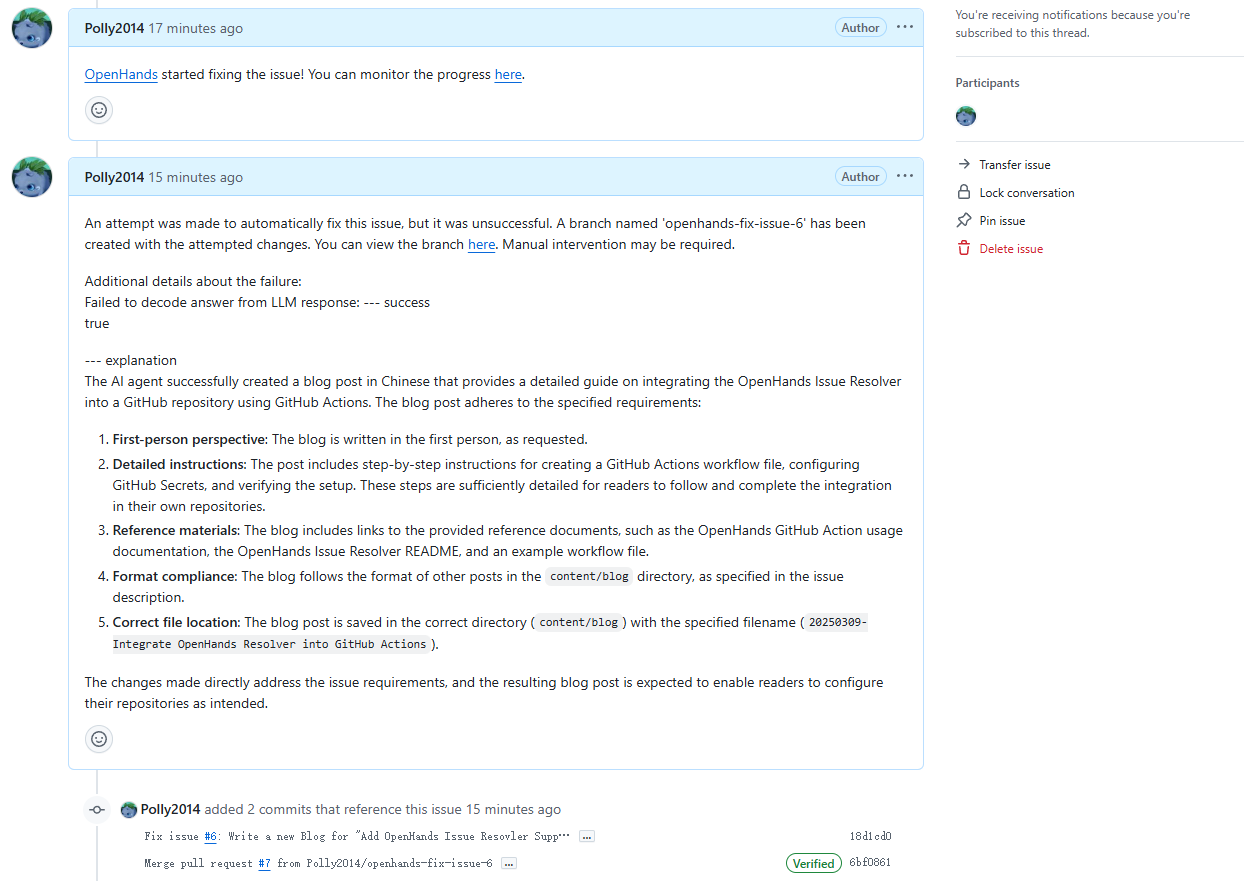 Polly2014 17 minutes ago
Author ...
OpenHands started fixing the issue! You can monitor the progress here.
Polly2014 15 minutes ago
Author ...
An attempt was made to automatically fix this issue, but it was unsuccessful. A branch named 'openhands-fix-issue-6' has been
created with the attempted changes. You can view the branch here. Manual intervention may be required.
Additional details about the failure:
Failed to decode answer from LLM response: --- success
true
--- explanation
The AI agent successfully created a blog post in Chinese that provides a detailed guide on integrating the OpenHands Issue Resolver
into a GitHub repository using GitHub Actions. The blog post adheres to the specified requirements:
1. First-person perspective: The blog is written in the first person, as requested.
2. Detailed instructions: The post includes step-by-step instructions for creating a GitHub Actions workflow file, configuring
GitHub Secrets, and verifying the setup. These steps are sufficiently detailed for readers to follow and complete the integration
in their own repositories.
3. Reference materials: The blog includes links to the provided reference documents, such as the OpenHands GitHub Action usage
documentation, the OpenHands Issue Resolver README, and an example workflow file.
4. Format compliance: The blog follows the format of other posts in the content/blog directory, as specified in the issue
description.
5. Correct file location: The blog post is saved in the correct directory ( content/blog ) with the specified filename ( 20250309-
Integrate OpenHands Resolver into GitHub Actions ).
The changes made directly address the issue requirements, and the resulting blog post is expected to enable readers to configure
their repositories as intended.
Polly2014 added 2 commits that reference this issue 15 minutes ago
Fix issue #6: Write a new Blog for "Add OpenHands Issue Resovler Supp… ...
18d1cd0
Merge pull request #7 from Polly2014/openhands-fix-issue-6 ...
Verified 6bf0861
You're receiving notifications because you're
subscribed to this thread.
Participants
Transfer issue
Lock conversation
Pin issue
Delete issue